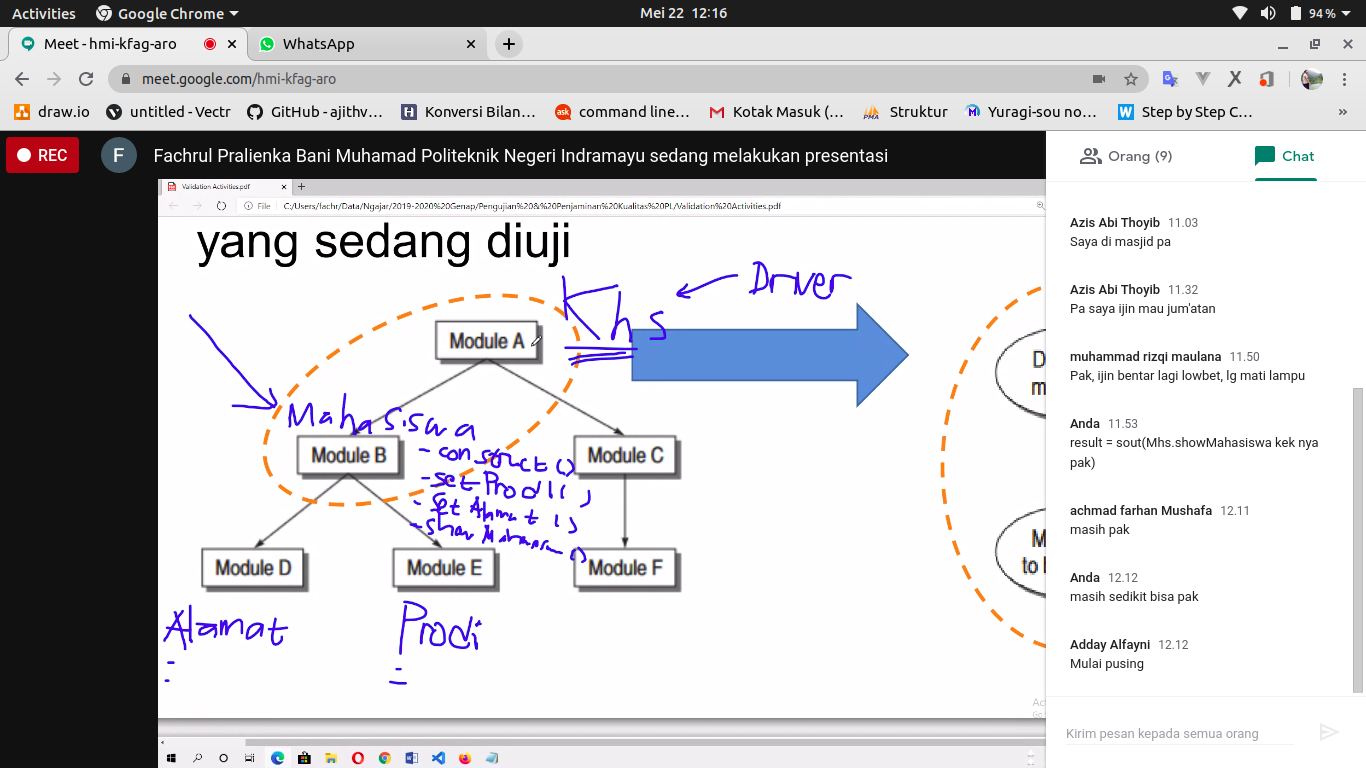 Activities
Google Chrome
Mei 22 12:16
94 %
Meet - hmi-kfag-aro
WhatsApp
meet.google.com/hmi-kfag-aro
draw.io
untitled - Vectr
GitHub - ajithv…
Konversi Bilan…
command line…
Kotak Masuk (…
Struktur
Yuragi-sou no…
Step by Step C…
»
REC
F
Fachrul Pralienka Bani Muhamad Politeknik Negeri Indramayu sedang melakukan presentasi
Validation Activities.pdf
File
C:/Users/fachr/Data/Ngajar/2019-2020%20Genap/Pengujian%20&%20Penjaminan%20Kualitas%20PL/Validation%20Activities.pdf
yang sedang diuji
Khs
Driver
Module A
Mahasiswa
Module B
- construct ()
- set Prodi ( )
- set Alamat ( )
- show Mahasiswa ()
Module C
Module D
Module E
Module F
Alamat
Prodi
D
m
M
to
Orang (9)
Chat
Azis Abi Thoyib 11.03
Saya di masjid pa
Azis Abi Thoyib 11.32
Pa saya ijin mau jum'atan
muhammad rizqi maulana 11.50
Pak, ijin bentar lagi lowbet, lg mati lampu
Anda 11.53
result = sout(Mhs.showMahasiswa kek nya
pak)
achmad farhan Mushafa 12.11
masih pak
Anda 12.12
masih sedikit bisa pak
Adday Alfayni 12.12
Mulai pusing
Kirim pesan kepada semua orang